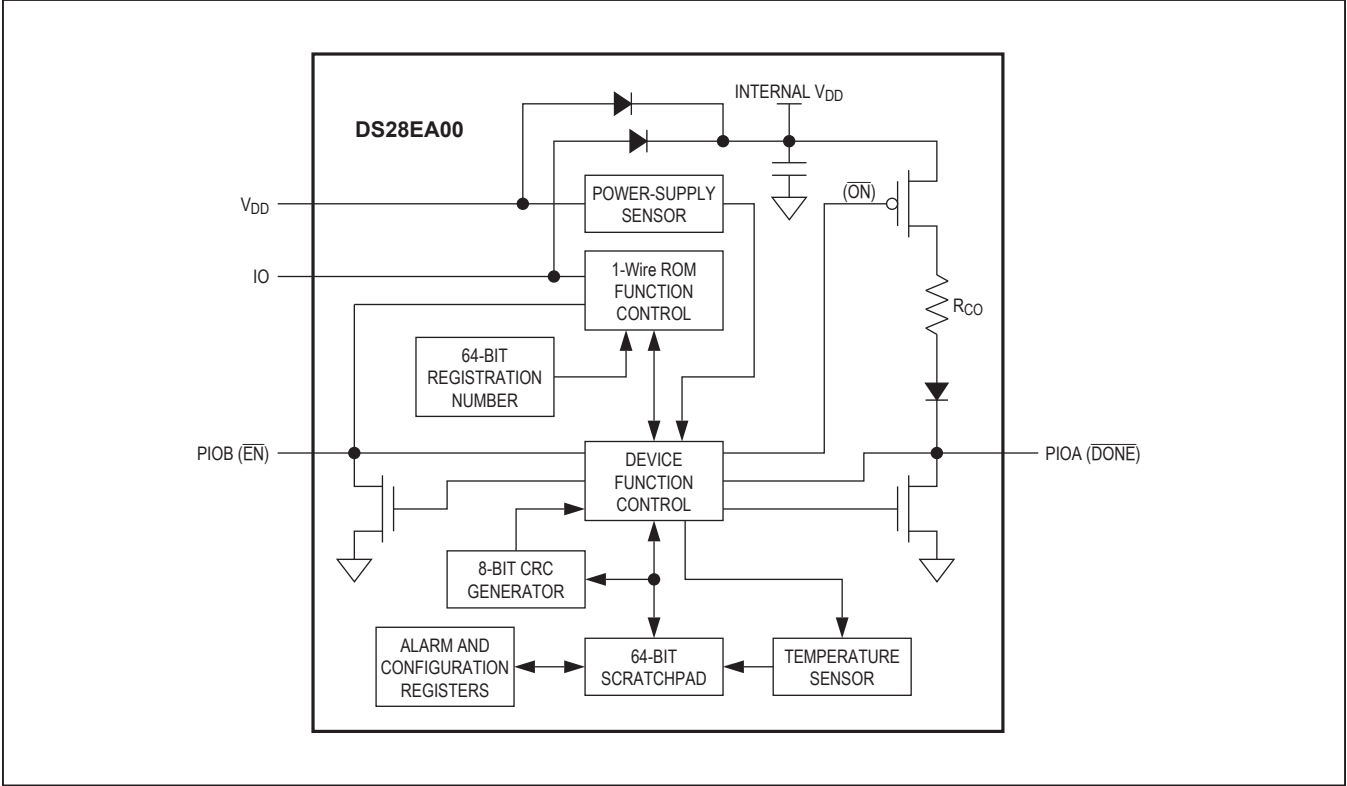 INTERNAL VDD
DS28EA00
POWER-SUPPLY
SENSOR
(ON)
VDD
1-Wire ROM
FUNCTION
CONTROL
IO
RCO
64-BIT
REGISTRATION
NUMBER
PIOB (EN)
DEVICE
FUNCTION
CONTROL
PIOA (DONE)
8-BIT CRC
GENERATOR
ALARM AND
CONFIGURATION
REGISTERS
64-BIT
SCRATCHPAD
TEMPERATURE
SENSOR